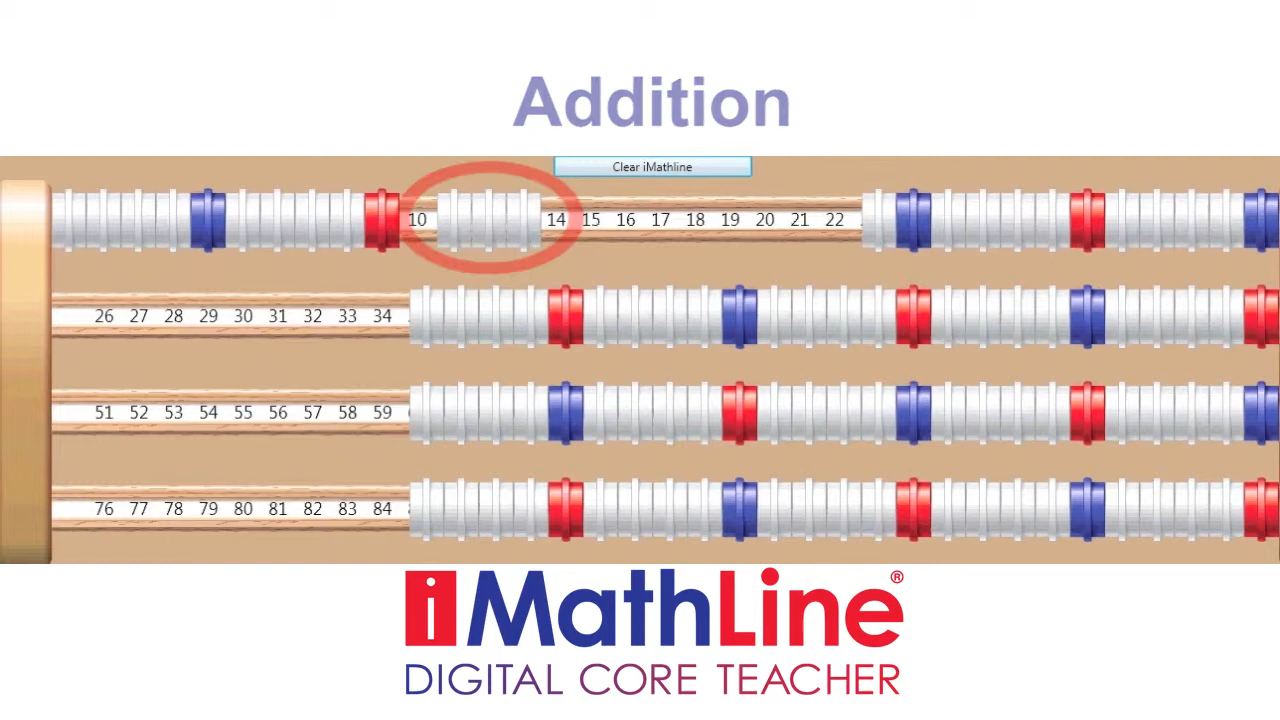 Addition
Clear iMathline
10 14 15 16 17 18 19 20 21 22
26 27 28 29 30 31 32 33 34
51 52 53 54 55 56 57 58 59
76 77 78 79 80 81 82 83 84
iMathLine®
DIGITAL CORE TEACHER